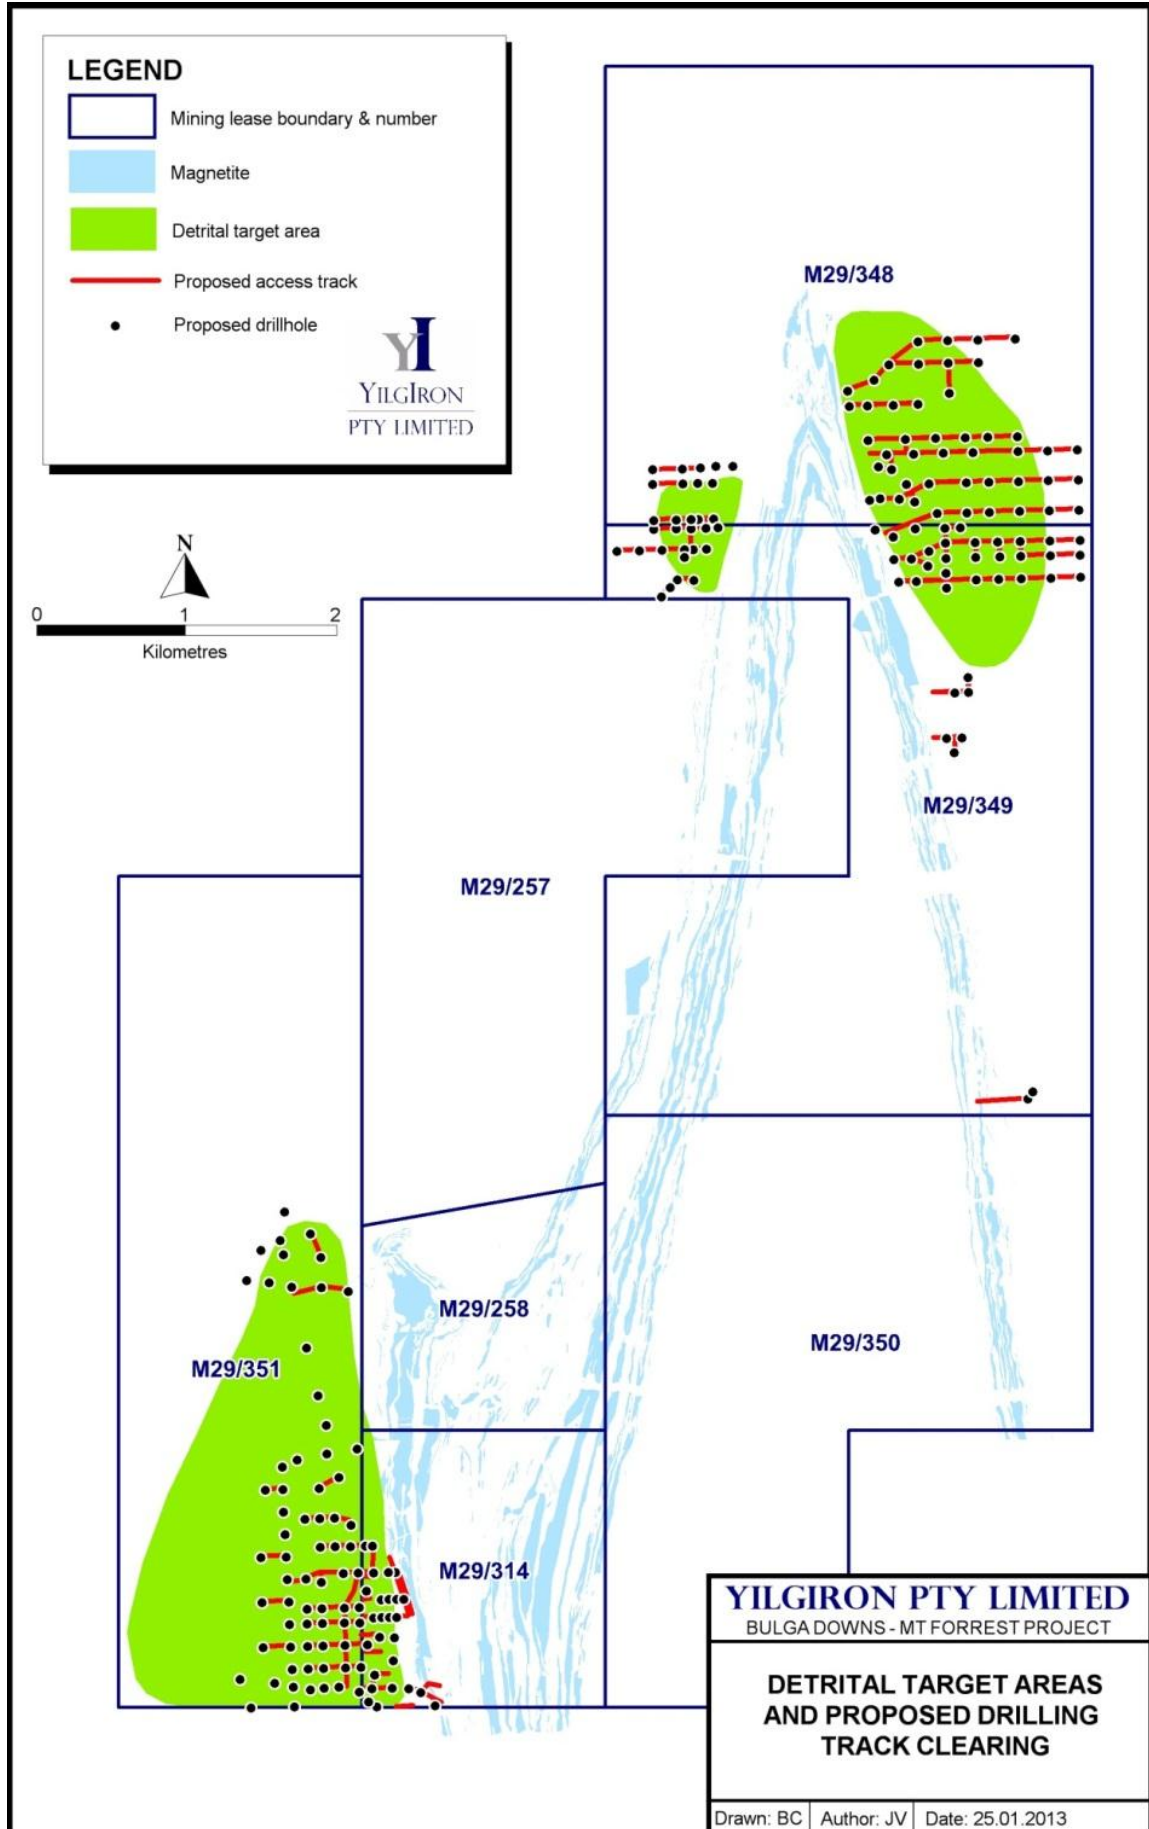 LEGEND
Mining lease boundary & number
Magnetite
Detrital target area
Proposed access track
Proposed drillhole
YI
YILGIRON
PTY LIMITED
N
0 1 2
Kilometres
M29/348
M29/349
M29/257
M29/258
M29/350
M29/351
M29/314
YILGIRON PTY LIMITED
BULGA DOWNS - MT FORREST PROJECT
DETRITAL TARGET AREAS
AND PROPOSED DRILLING
TRACK CLEARING
Drawn: BC Author: JV Date: 25.01.2013